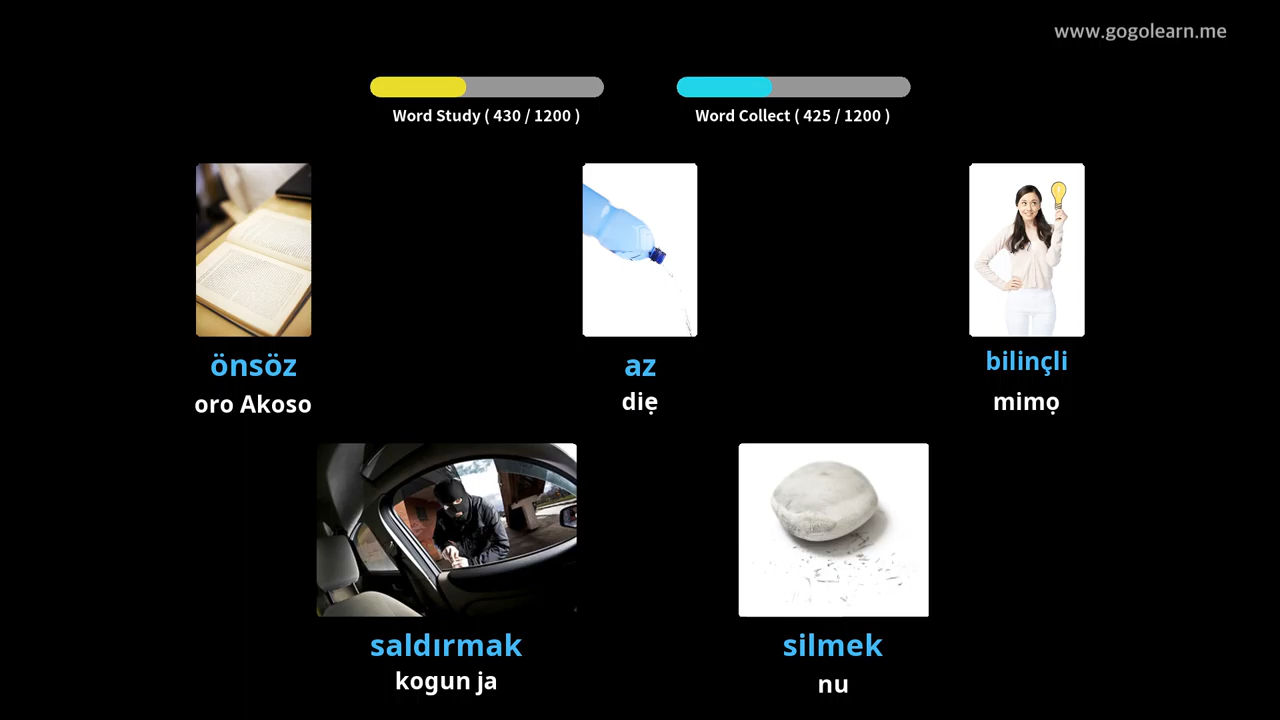 www.gogolearn.me
Word Study ( 430 / 1200 )
Word Collect ( 425 / 1200 )
önsöz
oro Akoso
az
diẹ
bilinçli
mimọ
saldırmak
kogun ja
silmek
nu